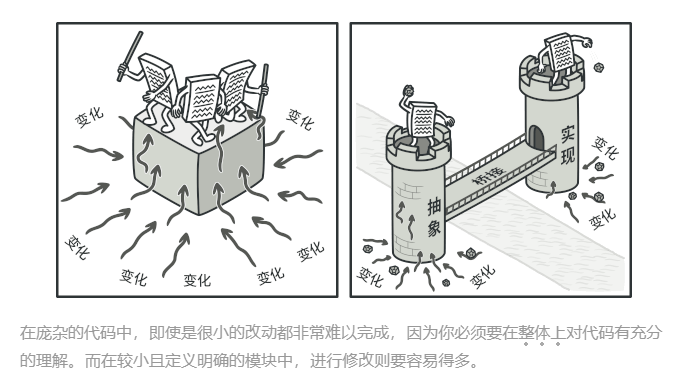 变化
变化
变化
变化
变化
变化
变化
实现
桥接
抽象
变化
变化
变化
变化
在庞杂的代码中，即使是很小的改动都非常难以完成，因为你必须要在整体上对代码有充分
的理解。而在较小且定义明确的模块中，进行修改则要容易得多。